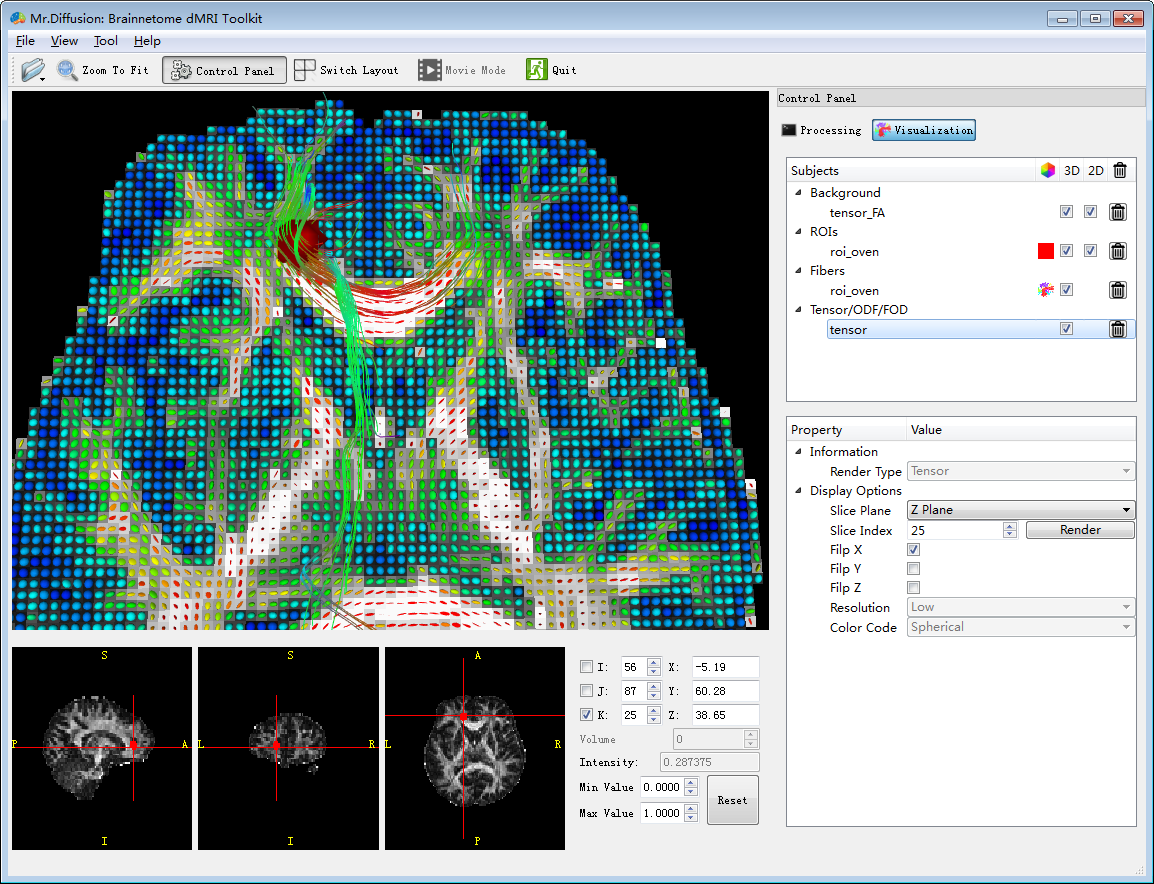 Mr.Diffusion: Brainnetome dMRI Toolkit
File View Tool Help
Zoom To Fit Control Panel Switch Layout Movie Mode Quit
Control Panel
Processing Visualization
Subjects 3D 2D
Background
tensor_FA
ROIs
roi_oven
Fibers
roi_oven
Tensor/ODF/FOD
tensor
Property Value
Information
Render Type Tensor
Display Options
Slice Plane Z Plane
Slice Index 25 Render
Filp X
Filp Y
Filp Z
Resolution Low
Color Code Spherical
S
P A
I
S
L R
I
A
L R
P
I: 56 X: -5.19
J: 87 Y: 60.28
K: 25 Z: 38.65
Volume 0
Intensity: 0.287375
Min Value 0.0000
Max Value 1.0000
Reset